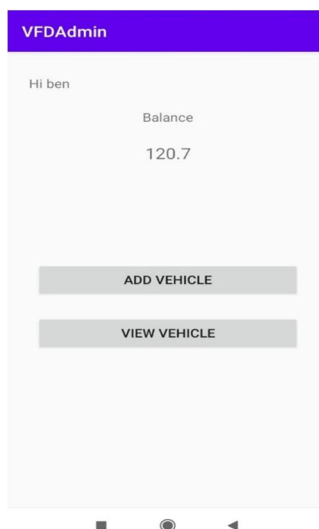 VFDAdmin
Hi ben
Balance
120.7
ADD VEHICLE
VIEW VEHICLE